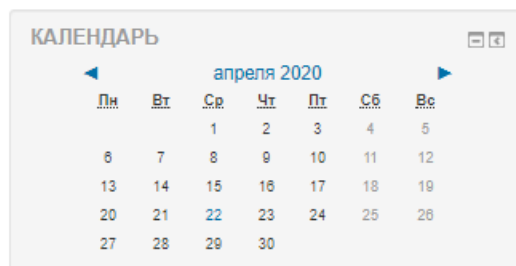 КАЛЕНДАРЬ
апреля 2020
Пн Вт Ср Чт Пт Сб Вс
1 2 3 4 5
6 7 8 9 10 11 12
13 14 15 16 17 18 19
20 21 22 23 24 25 26
27 28 29 30